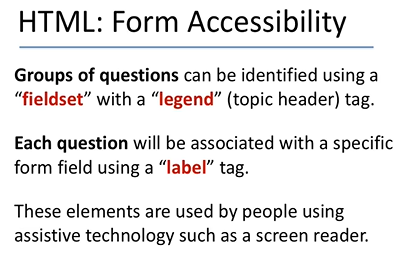 HTML: Form Accessibility
Groups of questions can be identified using a
“fieldset” with a “legend” (topic header) tag.
Each question will be associated with a specific
form field using a “label” tag.
These elements are used by people using
assistive technology such as a screen reader.